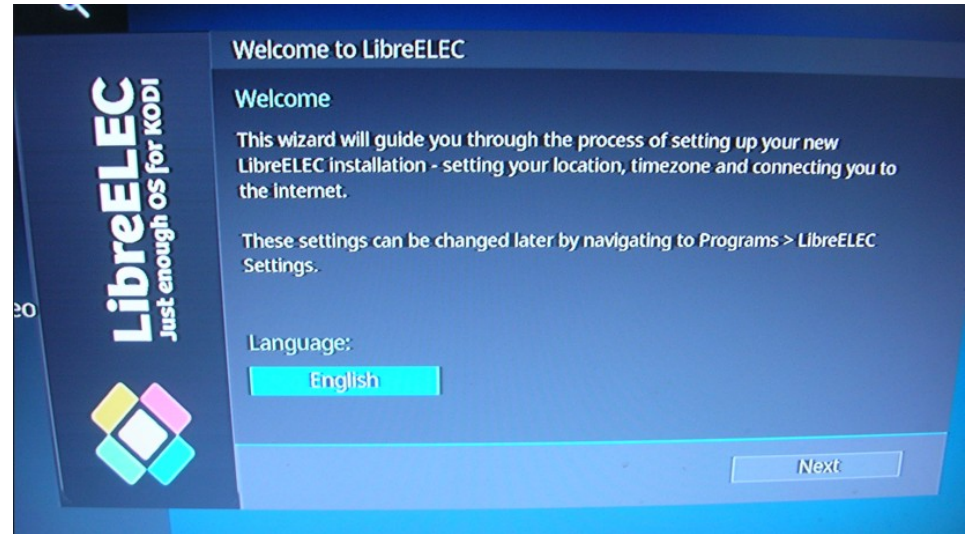 Welcome to LibreELEC
LibreELEC
Just enough OS for KODI
Welcome
This wizard will guide you through the process of setting up your new
LibreELEC installation - setting your location, timezone and connecting you to
the internet.
These settings can be changed later by navigating to Programs > LibreELEC
Settings.
Language:
English
Next